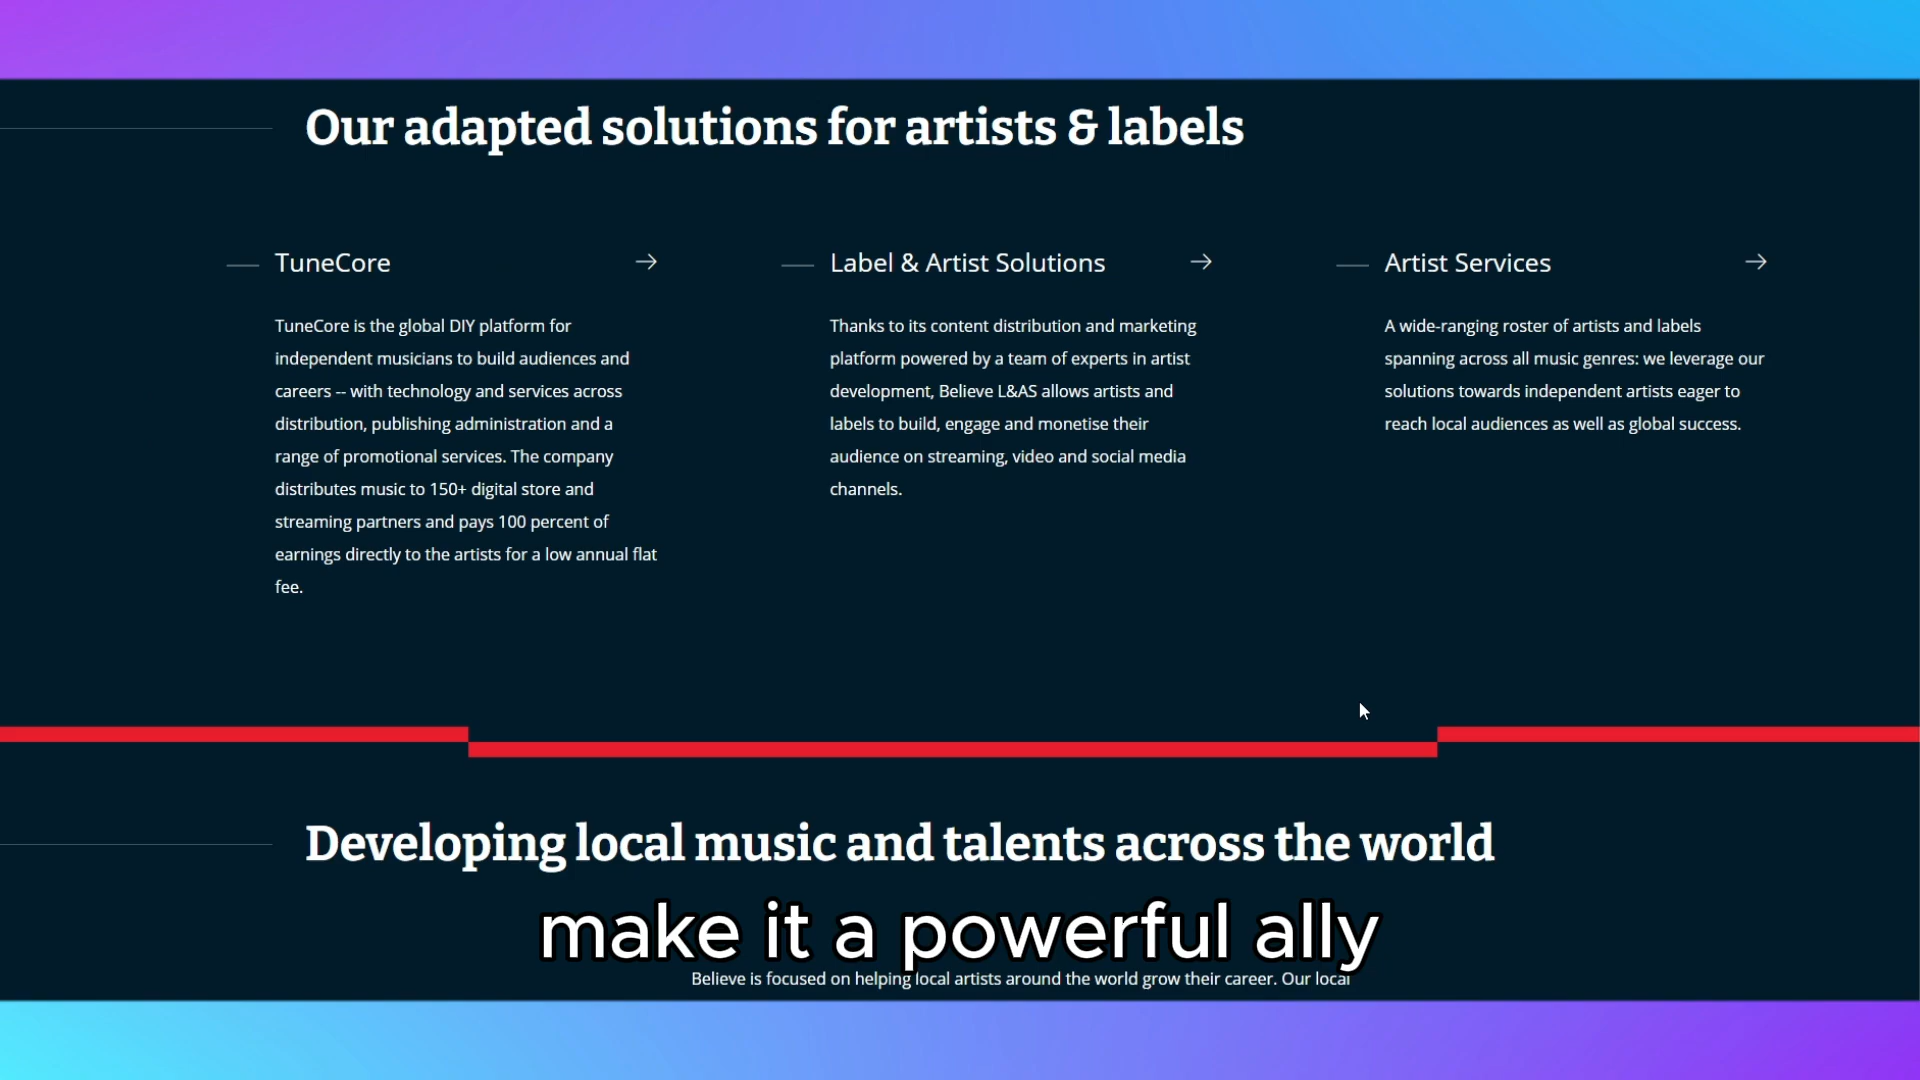 Our adapted solutions for artists & labels
TuneCore
TuneCore is the global DIY platform for
independent musicians to build audiences and
careers -- with technology and services across
distribution, publishing administration and a
range of promotional services. The company
distributes music to 150+ digital store and
streaming partners and pays 100 percent of
earnings directly to the artists for a low annual flat
fee.
Label & Artist Solutions
Thanks to its content distribution and marketing
platform powered by a team of experts in artist
development, Believe L&AS allows artists and
labels to build, engage and monetise their
audience on streaming, video and social media
channels.
Artist Services
A wide-ranging roster of artists and labels
spanning across all music genres: we leverage our
solutions towards independent artists eager to
reach local audiences as well as global success.
Developing local music and talents across the world
make it a powerful ally
Believe is focused on helping local artists around the world grow their career. Our local